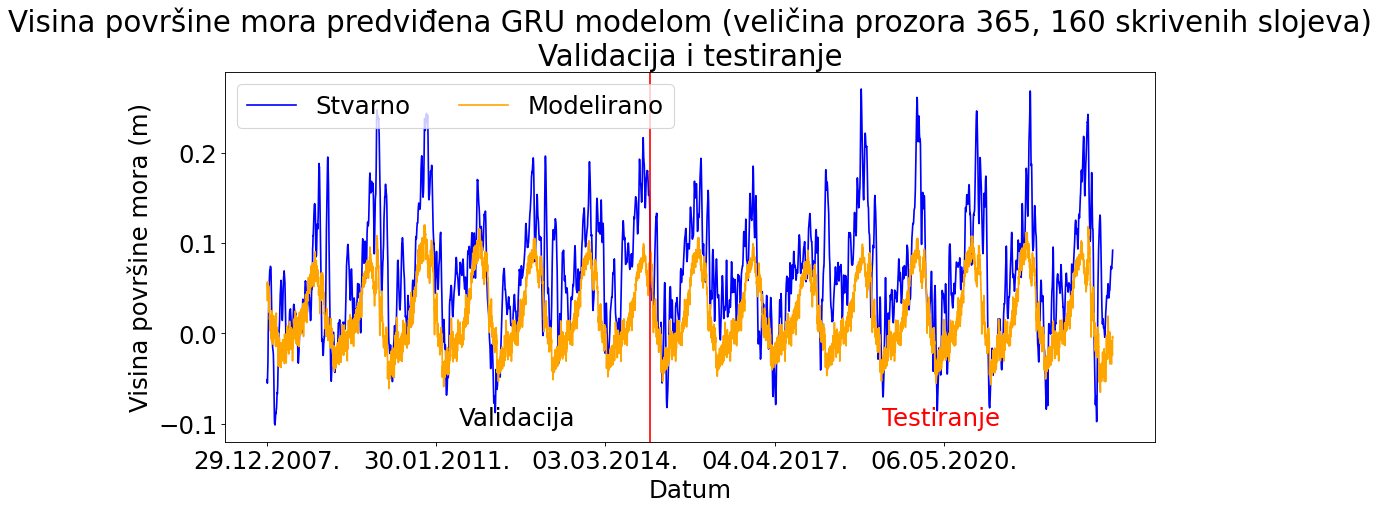 Visina površine mora predviđena GRU modelom (veličina prozora 365, 160 skrivenih slojeva)
Validacija i testiranje
Stvarno Modelirano
Visina površine mora (m)
0.2
0.1
0.0
−0.1
Validacija Testiranje
29.12.2007. 30.01.2011. 03.03.2014. 04.04.2017. 06.05.2020.
Datum